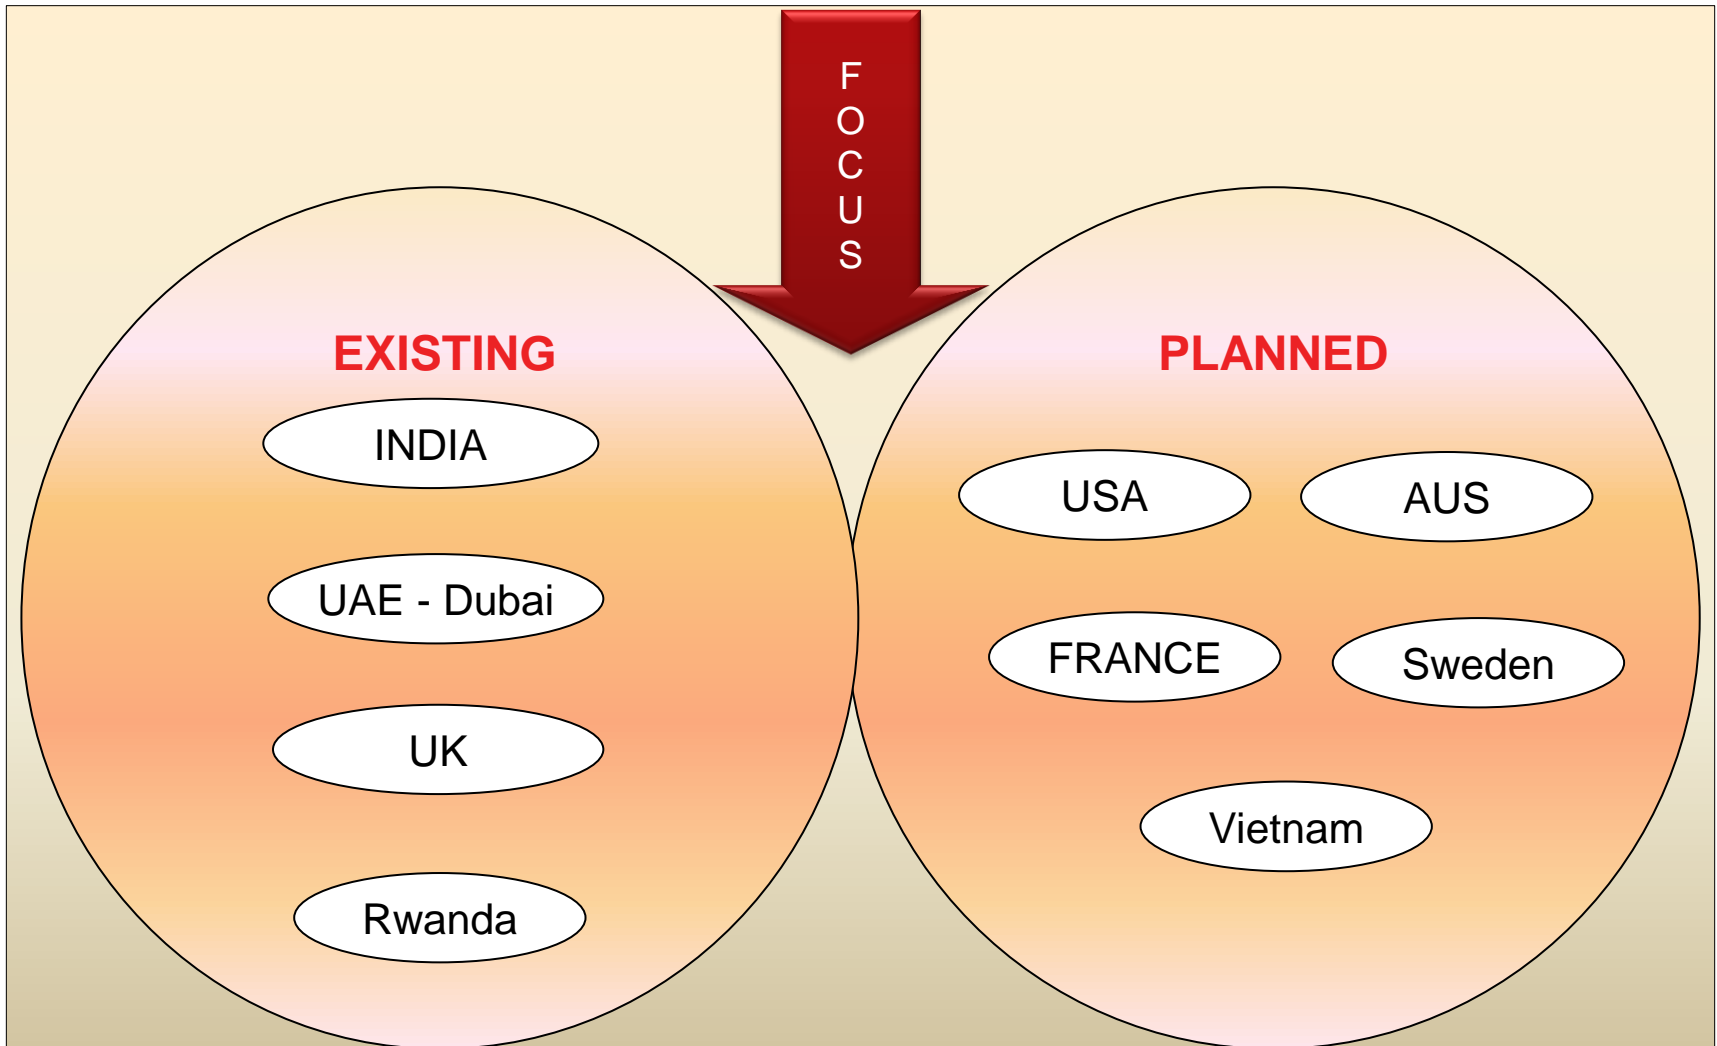 F
O
C
U
S
EXISTING
INDIA
UAE - Dubai
UK
Rwanda
PLANNED
USA
AUS
FRANCE
Sweden
Vietnam